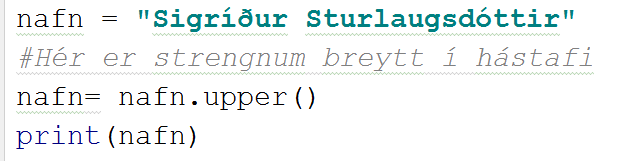 nafn = "Sigríður Sturlaugsdóttir"
#Hér er strengnum breytt í hástafi
nafn= nafn.upper()
print(nafn)